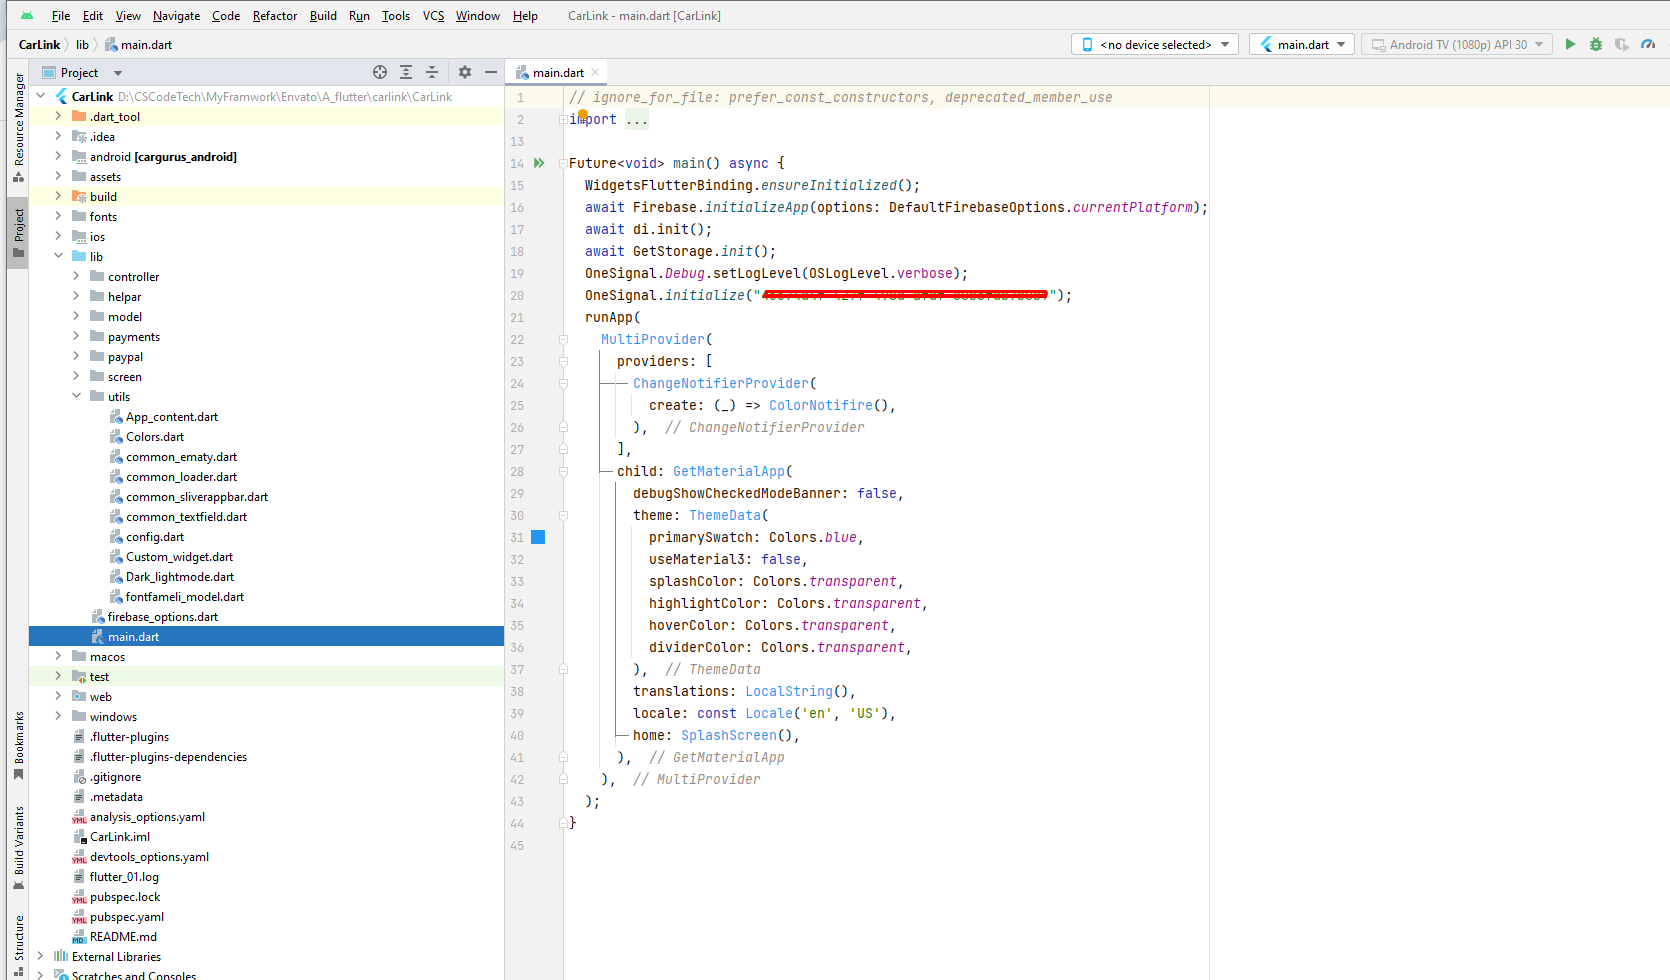 File Edit View Navigate Code Refactor Build Run Tools VCS Window Help CarLink - main.dart [CarLink]
CarLink lib main.dart <no device selected> main.dart Android TV (1080p) API 30
Resource Manager
Project
Bookmarks
Build Variants
Structure
Project
CarLink D:\CSCodeTech\MyFramwork\Envato\A_flutter\carlink\CarLink
.dart_tool
.idea
android [cargurus_android]
assets
build
fonts
ios
lib
controller
helpar
model
payments
paypal
screen
utils
App_content.dart
Colors.dart
common_ematy.dart
common_loader.dart
common_sliverappbar.dart
common_textfield.dart
config.dart
Custom_widget.dart
Dark_lightmode.dart
fontfameli_model.dart
firebase_options.dart
main.dart
macos
test
web
windows
.flutter-plugins
.flutter-plugins-dependencies
.gitignore
.metadata
analysis_options.yaml
CarLink.iml
devtools_options.yaml
flutter_01.log
pubspec.lock
pubspec.yaml
README.md
External Libraries
Scratches and Consoles
main.dart
1 // ignore_for_file: prefer_const_constructors, deprecated_member_use
2 import ...
13
14 Future<void> main() async {
15 WidgetsFlutterBinding.ensureInitialized();
16 await Firebase.initializeApp(options: DefaultFirebaseOptions.currentPlatform);
17 await di.init();
18 await GetStorage.init();
19 OneSignal.Debug.setLogLevel(OSLogLevel.verbose);
20 OneSignal.initialize("");
21 runApp(
22 MultiProvider(
23 providers: [
24 ChangeNotifierProvider(
25 create: (_) => ColorNotifire(),
26 ), // ChangeNotifierProvider
27 ],
28 child: GetMaterialApp(
29 debugShowCheckedModeBanner: false,
30 theme: ThemeData(
31 primarySwatch: Colors.blue,
32 useMaterial3: false,
33 splashColor: Colors.transparent,
34 highlightColor: Colors.transparent,
35 hoverColor: Colors.transparent,
36 dividerColor: Colors.transparent,
37 ), // ThemeData
38 translations: LocalString(),
39 locale: const Locale('en', 'US'),
40 home: SplashScreen(),
41 ), // GetMaterialApp
42 ), // MultiProvider
43 );
44 }
45